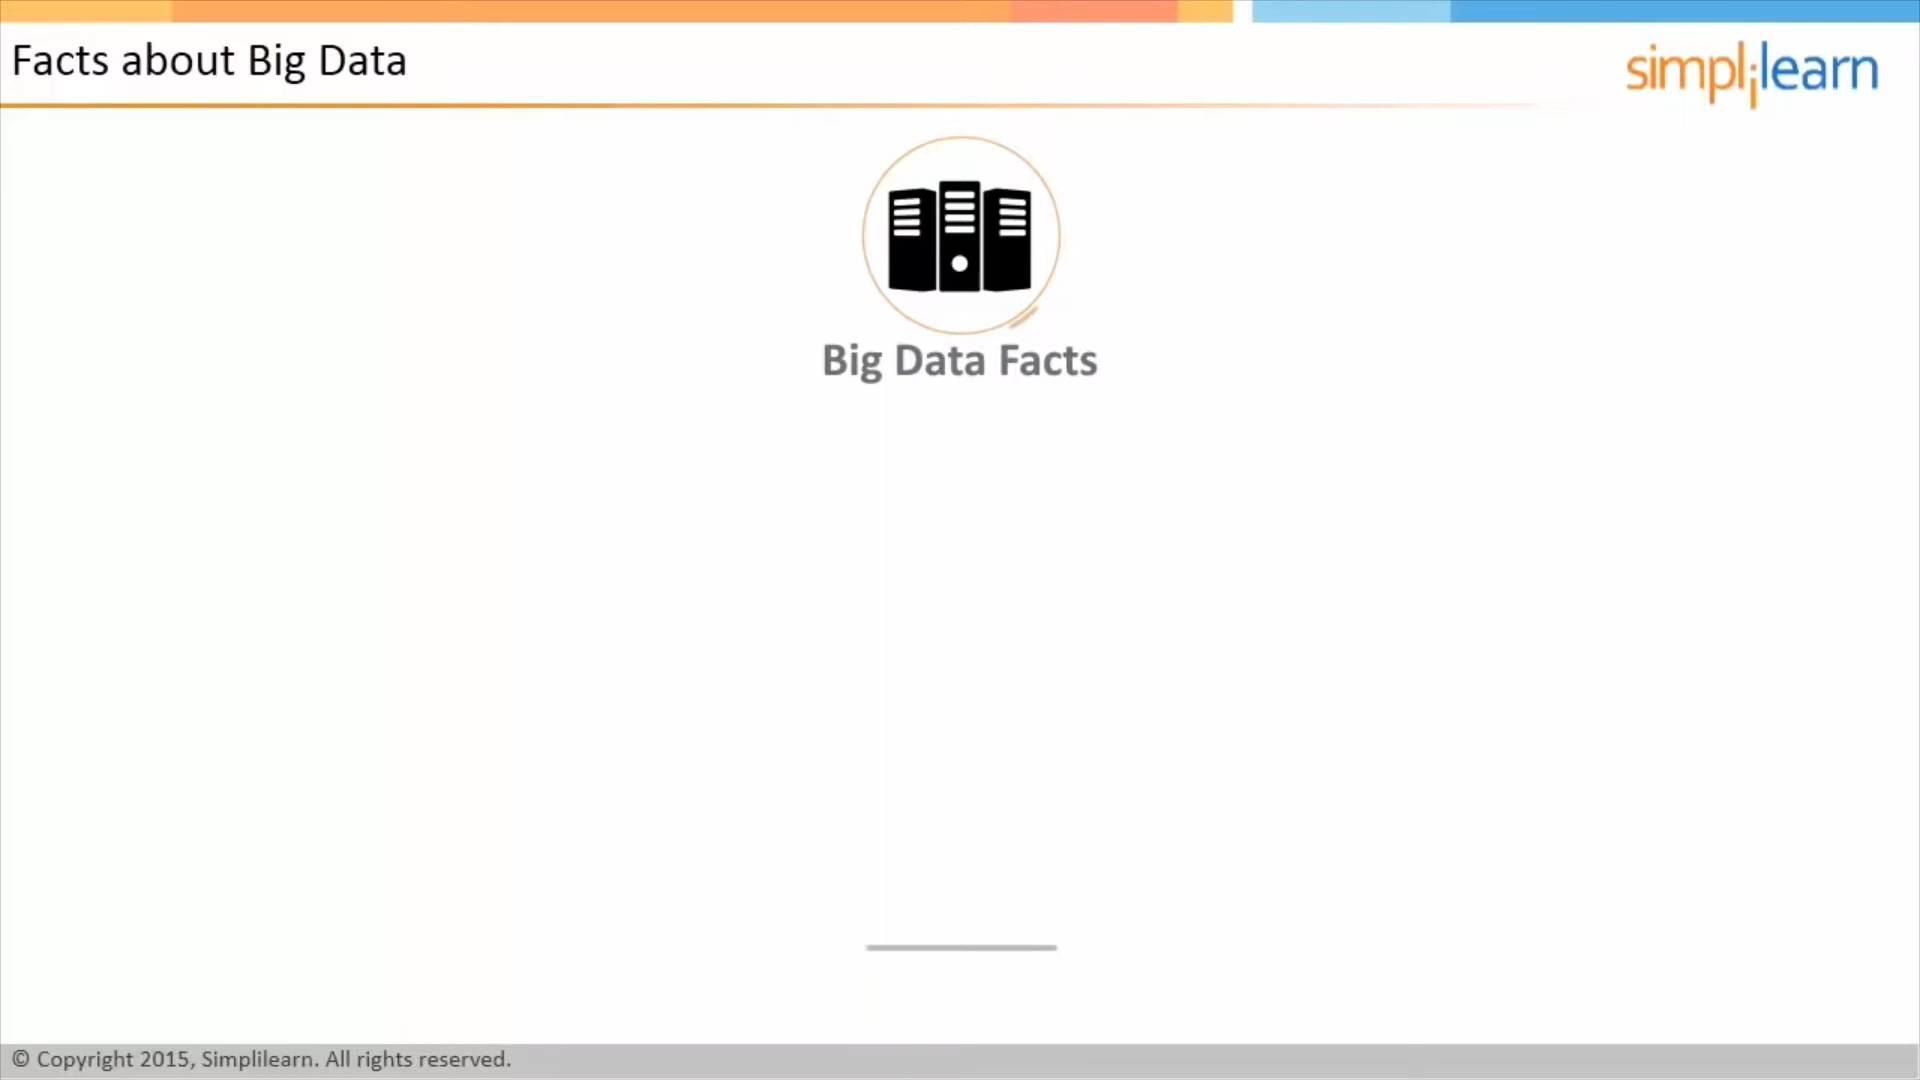 Facts about Big Data
simplilearn
Big Data Facts
© Copyright 2015, Simplilearn. All rights reserved.